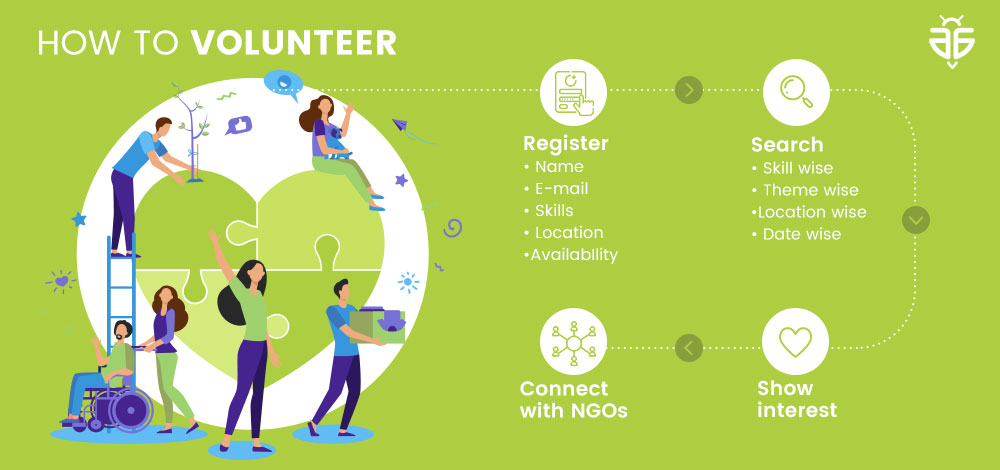 HOW TO VOLUNTEER
Register
• Name
• E-mail
• Skills
• Location
•Availabllity
Search
• Skill wise
• Theme wise
•Location wise
• Date wise
Show
interest
Connect
with NGOs